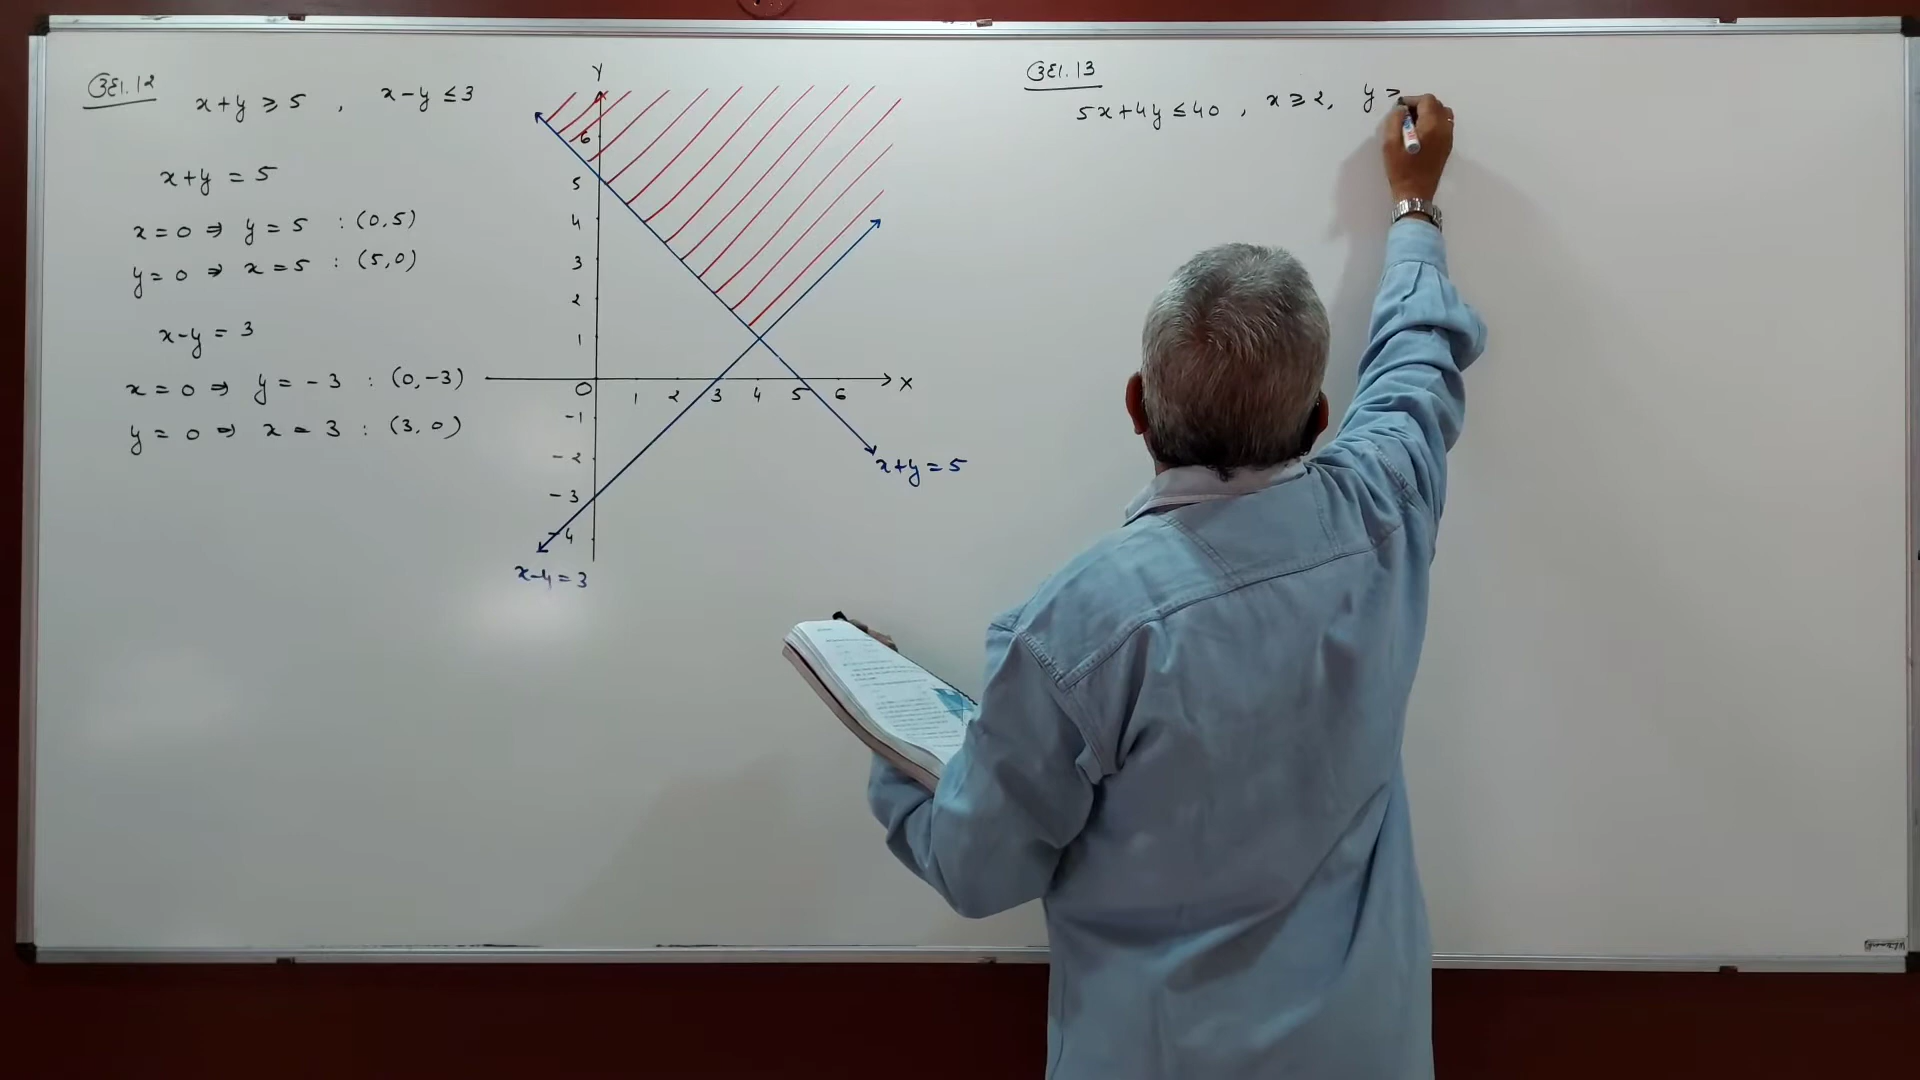 ઉદા.12
x+y ≥ 5 , x-y ≤ 3
x+y = 5
x = 0 ⇒ y = 5 : (0,5)
y = 0 ⇒ x = 5 : (5,0)
x-y = 3
x = 0 ⇒ y = -3 : (0,-3)
y = 0 ⇒ x = 3 : (3,0)
Y
6
5
4
3
2
1
O 1 2 3 4 5 6 X
-1
-2
-3
-4
x+y = 5
x-y = 3
ઉદા.13
5x+4y ≤ 40 , x ≥ 2, y ≥